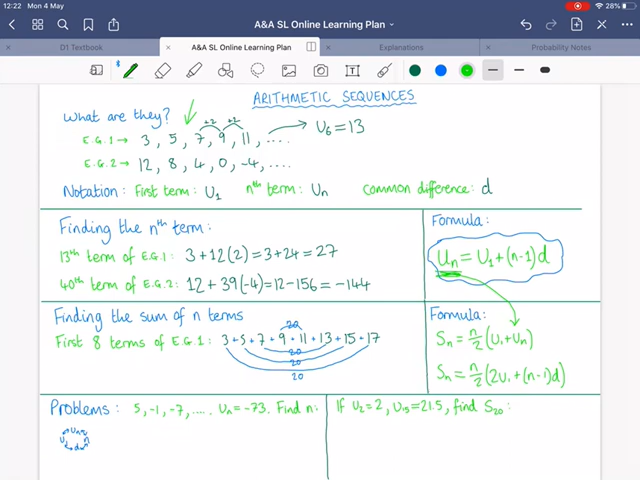 12:22 Mon 4 May
28%
A&A SL Online Learning Plan
D1 Textbook
A&A SL Online Learning Plan
Explanations
Probability Notes
ARITHMETIC SEQUENCES
What are they?
+2 +2
E.G.1 → 3, 5, 7, 9, 11, .... → U₆=13
E.G.2 → 12, 8, 4, 0, -4, ....
Notation: First term: U₁ nᵗʰ term: Uₙ Common difference: d
Finding the nᵗʰ term:
13ᵗʰ term of E.G.1: 3+12(2)=3+24=27
40ᵗʰ term of E.G.2: 12+39(-4)=12-156=-144
Formula:
Uₙ = U₁+(n-1)d
Finding the sum of n terms
20
First 8 terms of E.G.1: 3+5+7+9+11+13+15+17
20
20
20
Formula:
Sₙ = n/2(U₁+Uₙ)
Sₙ = n/2(2U₁+(n-1)d)
Problems: 5, -1, -7, .... Uₙ=-73. Find n:
If U₂=2, U₁₅=21.5, find S₂₀: